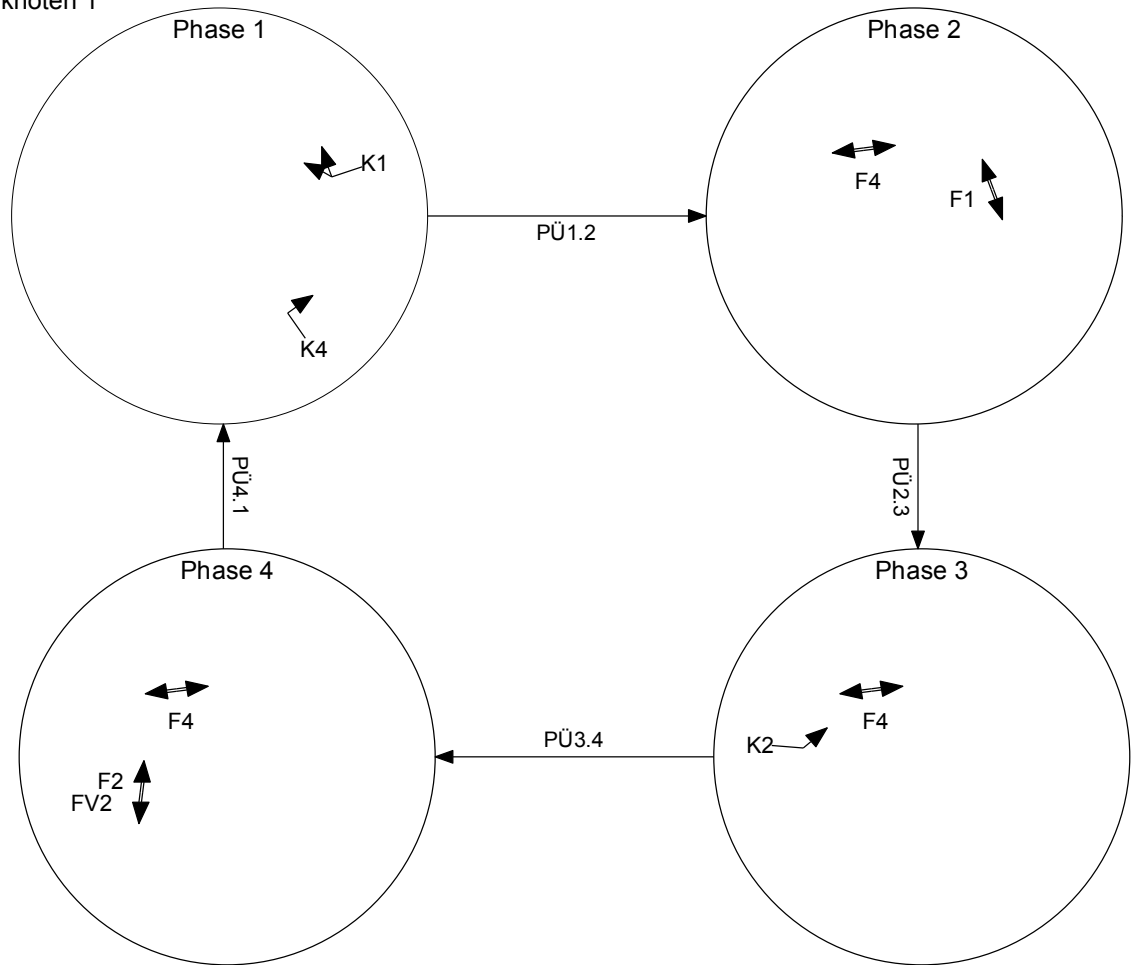 knoten 1
Phase 1
K1
K4
PÜ1.2
Phase 2
F4
F1
PÜ4.1
PÜ2.3
Phase 4
F4
F2
FV2
PÜ3.4
Phase 3
F4
K2